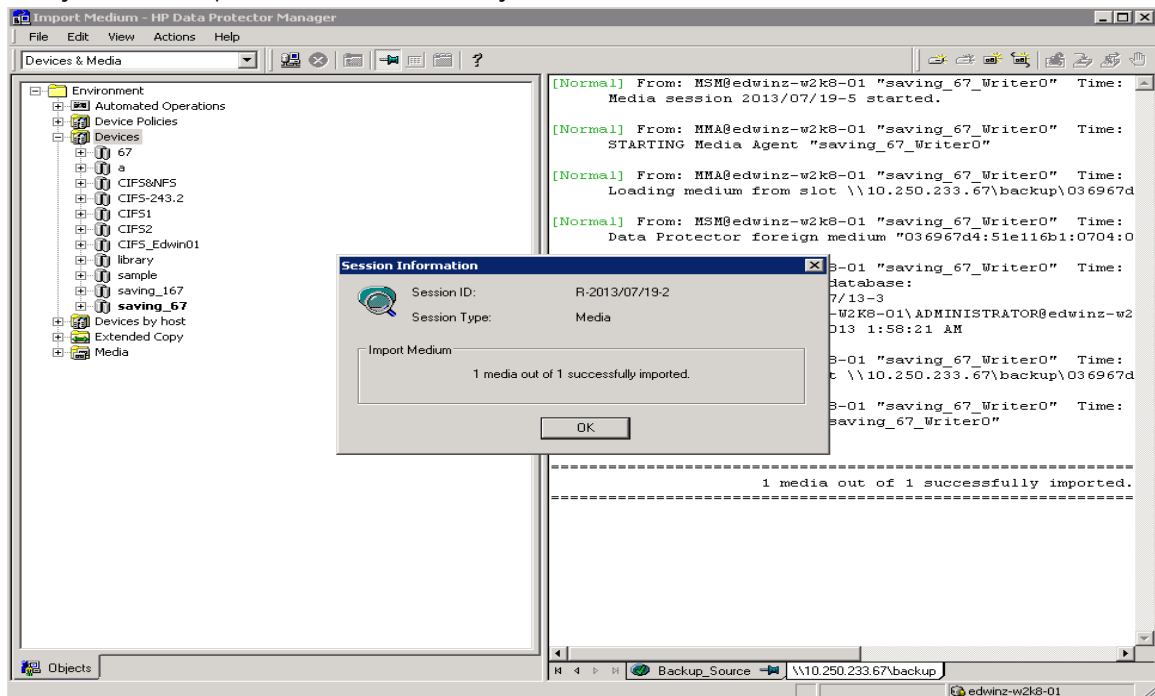 Import Medium - HP Data Protector Manager
File Edit View Actions Help
Devices & Media
Environment
Automated Operations
Device Policies
Devices
67
a
CIFS&NFS
CIFS-243.2
CIFS1
CIFS2
CIFS_Edwin01
library
sample
saving_167
saving_67
Devices by host
Extended Copy
Media
[Normal] From: MSM@edwinz-w2k8-01 "saving_67_Writer0" Time:
Media session 2013/07/19-5 started.
[Normal] From: MMA@edwinz-w2k8-01 "saving_67_Writer0" Time:
STARTING Media Agent "saving_67_Writer0"
[Normal] From: MMA@edwinz-w2k8-01 "saving_67_Writer0" Time:
Loading medium from slot \\10.250.233.67\backup\036967d
[Normal] From: MSM@edwinz-w2k8-01 "saving_67_Writer0" Time:
Data Protector foreign medium "036967d4:51e116b1:0704:0
8-01 "saving_67_Writer0" Time:
database:
7/13-3
-W2K8-01\ADMINISTRATOR@edwinz-w2
013 1:58:21 AM
8-01 "saving_67_Writer0" Time:
t \\10.250.233.67\backup\036967d
8-01 "saving_67_Writer0" Time:
saving_67_Writer0"
1 media out of 1 successfully imported.
Session Information
Session ID: R-2013/07/19-2
Session Type: Media
Import Medium
1 media out of 1 successfully imported.
OK
Objects
Backup_Source
\\10.250.233.67\backup
edwinz-w2k8-01